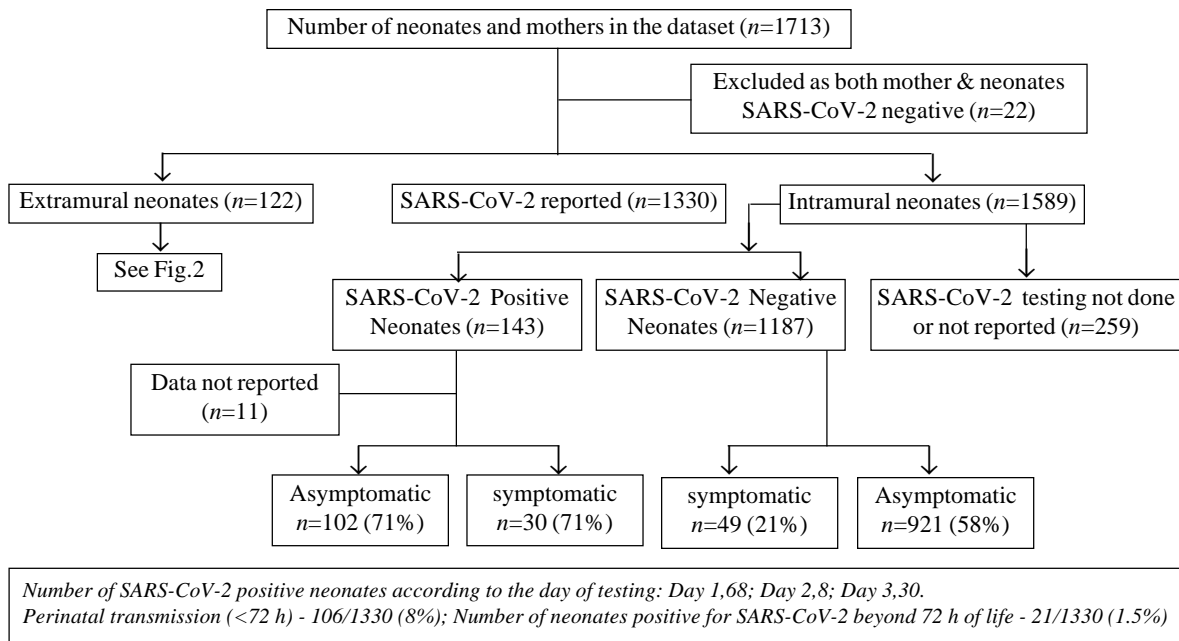 Number of neonates and mothers in the dataset (n=1713)
Excluded as both mother & neonates
SARS-CoV-2 negative (n=22)
Extramural neonates (n=122)
SARS-CoV-2 reported (n=1330)
Intramural neonates (n=1589)
See Fig.2
SARS-CoV-2 Positive
Neonates (n=143)
SARS-CoV-2 Negative
Neonates (n=1187)
SARS-CoV-2 testing not done
or not reported (n=259)
Data not reported
(n=11)
Asymptomatic
n=102 (71%)
symptomatic
n=30 (71%)
symptomatic
n=49 (21%)
Asymptomatic
n=921 (58%)
Number of SARS-CoV-2 positive neonates according to the day of testing: Day 1,68; Day 2,8; Day 3,30.
Perinatal transmission (<72 h) - 106/1330 (8%); Number of neonates positive for SARS-CoV-2 beyond 72 h of life - 21/1330 (1.5%)